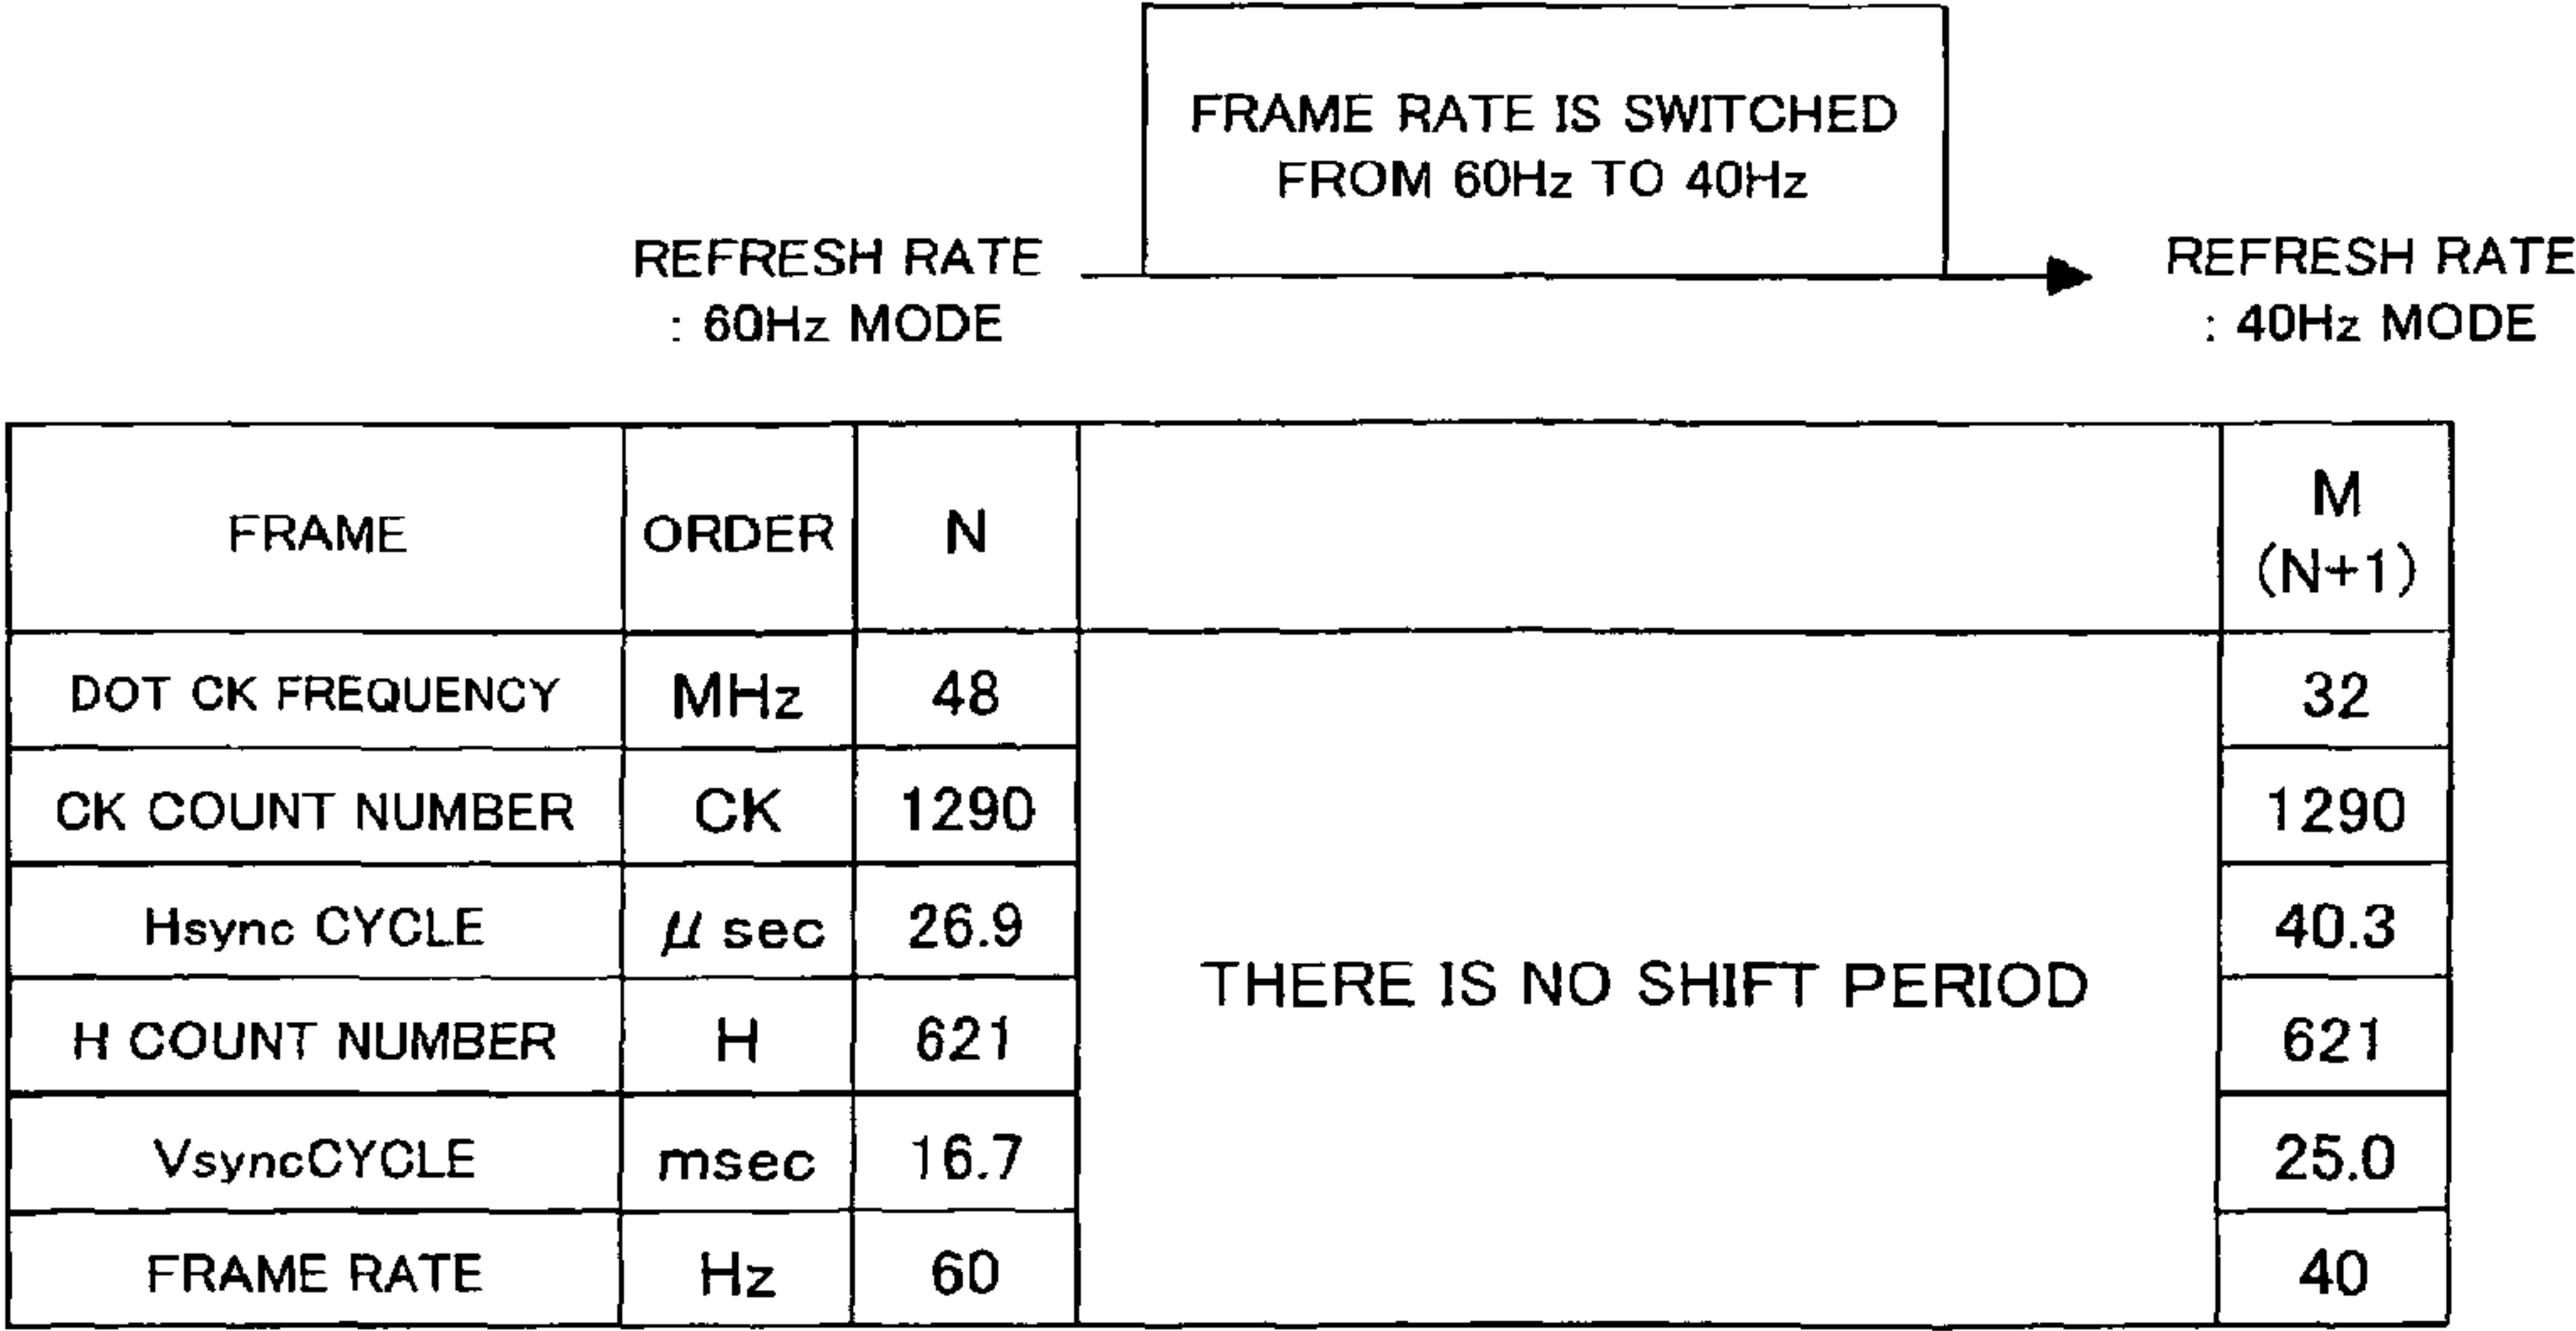 FRAME RATE IS SWITCHED
FROM 60Hz TO 40Hz
REFRESH RATE
: 60Hz MODE
REFRESH RATE
: 40Hz MODE
FRAME ORDER N M
(N+1)
DOT CK FREQUENCY MHz 48 32
CK COUNT NUMBER CK 1290 1290
Hsync CYCLE μsec 26.9 40.3
THERE IS NO SHIFT PERIOD
H COUNT NUMBER H 621 621
VsyncCYCLE msec 16.7 25.0
FRAME RATE Hz 60 40